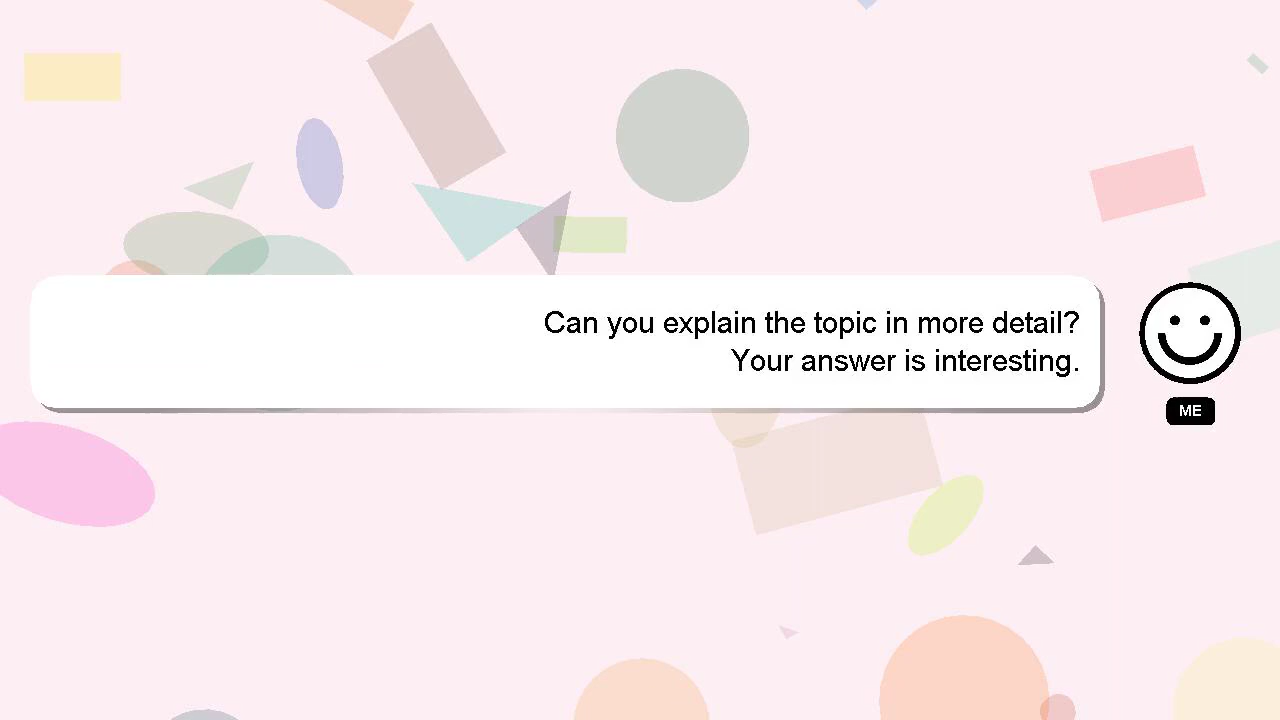 Can you explain the topic in more detail?
Your answer is interesting.
ME